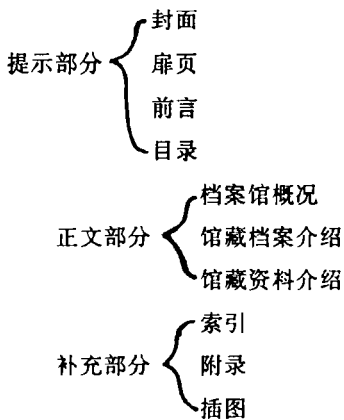 封面
提示部分
扉页
前言
目录
档案馆概况
正文部分
馆藏档案介绍
馆藏资料介绍
索引
补充部分
附录
插图